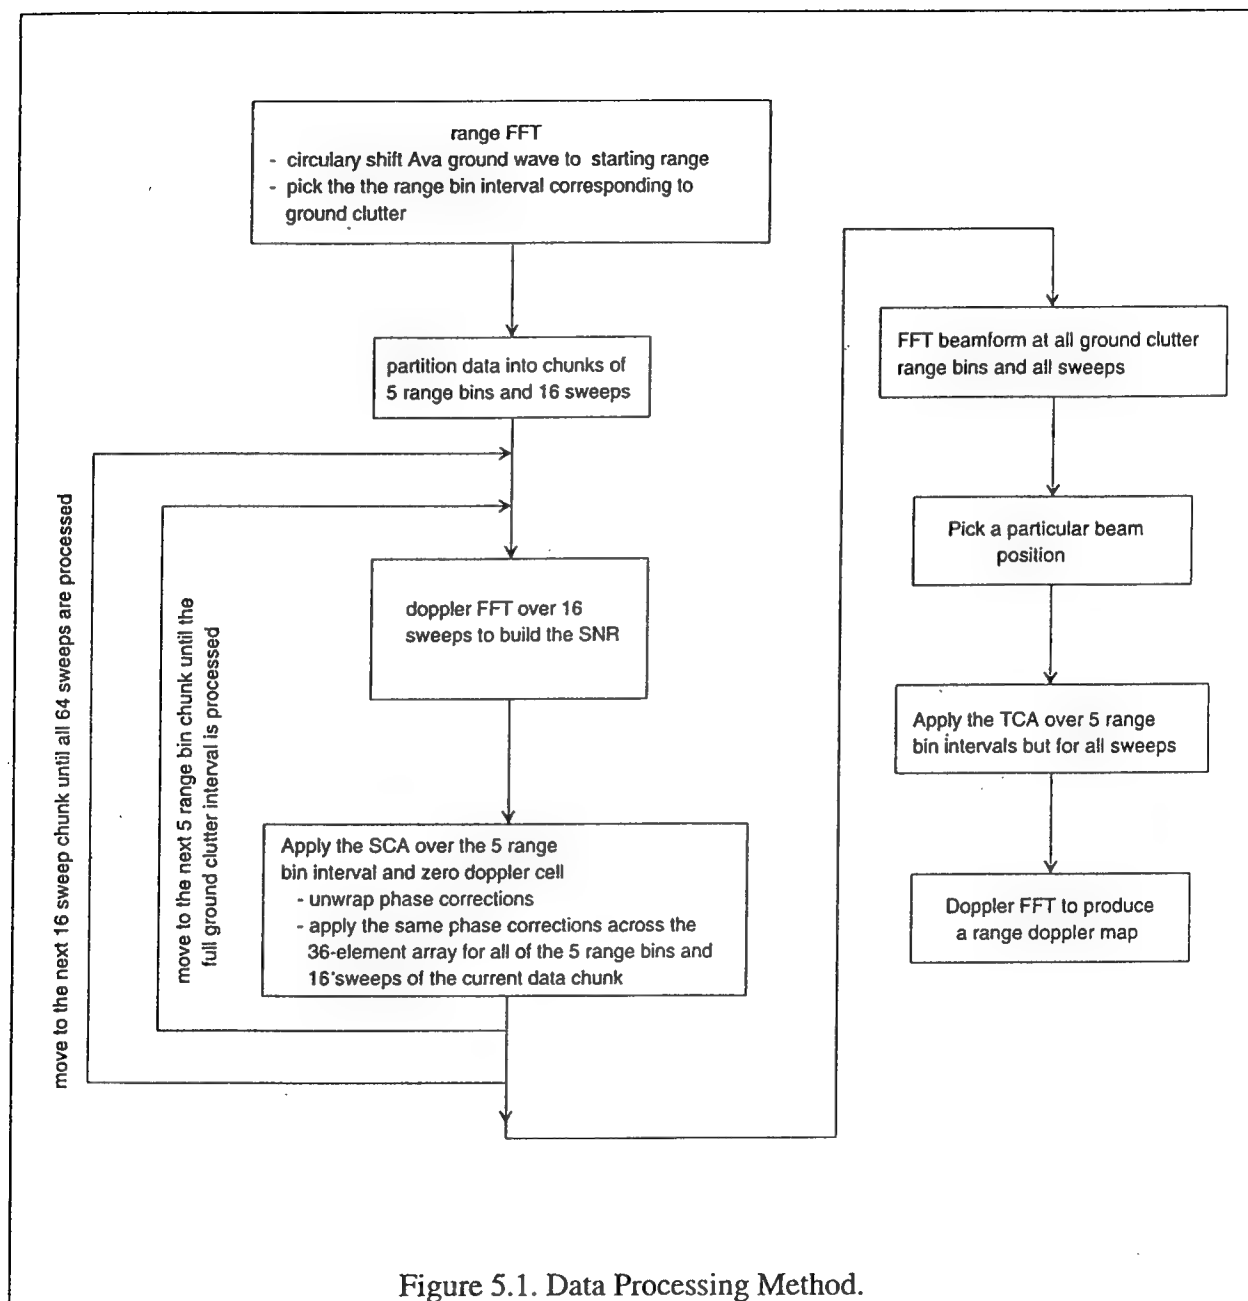 range FFT
- circulary shift Ava ground wave to starting range
- pick the the range bin interval corresponding to
ground clutter
partition data into chunks of
5 range bins and 16 sweeps
move to the next 16 sweep chunk until all 64 sweeps are processed
move to the next 5 range bin chunk until the
full ground clutter interval is processed
doppler FFT over 16
sweeps to build the SNR
Apply the SCA over the 5 range
bin interval and zero doppler cell
- unwrap phase corrections
- apply the same phase corrections across the
36-element array for all of the 5 range bins and
16 sweeps of the current data chunk
FFT beamform at all ground clutter
range bins and all sweeps
Pick a particular beam
position
Apply the TCA over 5 range
bin intervals but for all sweeps
Doppler FFT to produce
a range doppler map
Figure 5.1. Data Processing Method.